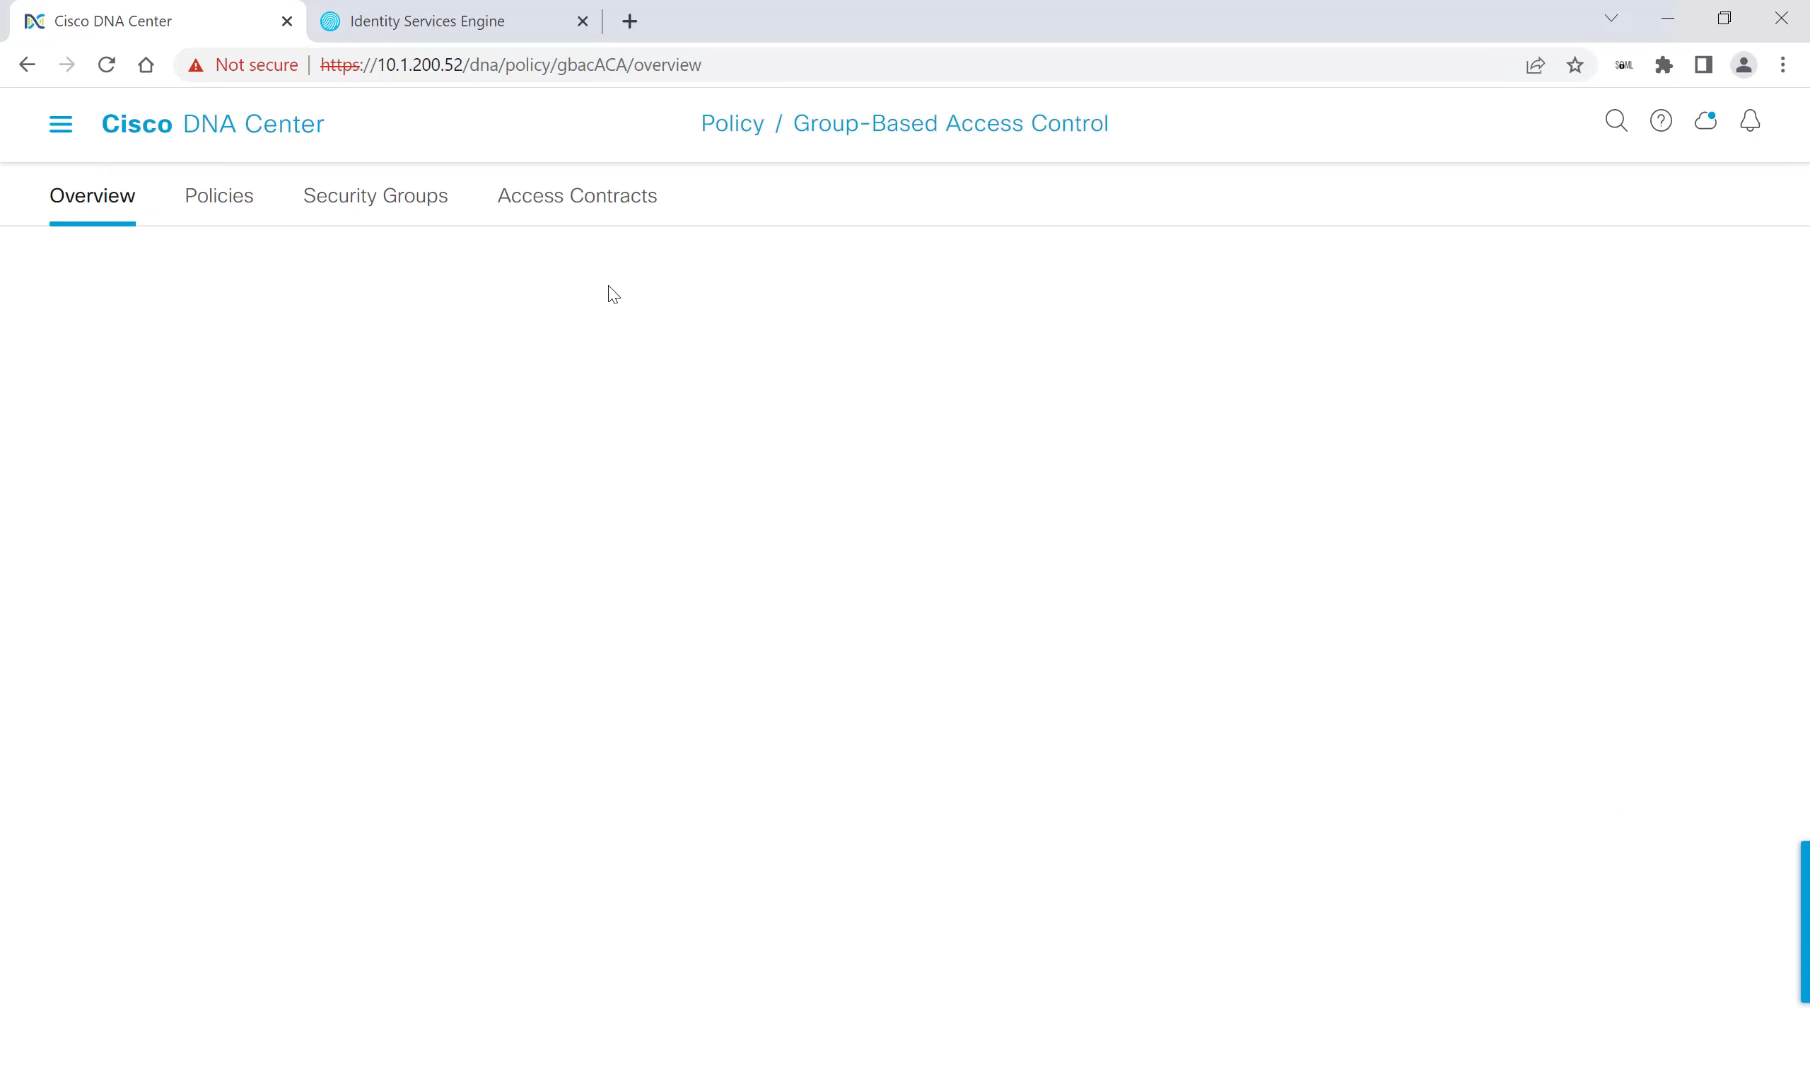 Cisco DNA Center
Identity Services Engine
Not secure
https://10.1.200.52/dna/policy/gbacACA/overview
SAML
Cisco DNA Center
Policy / Group-Based Access Control
Overview
Policies
Security Groups
Access Contracts